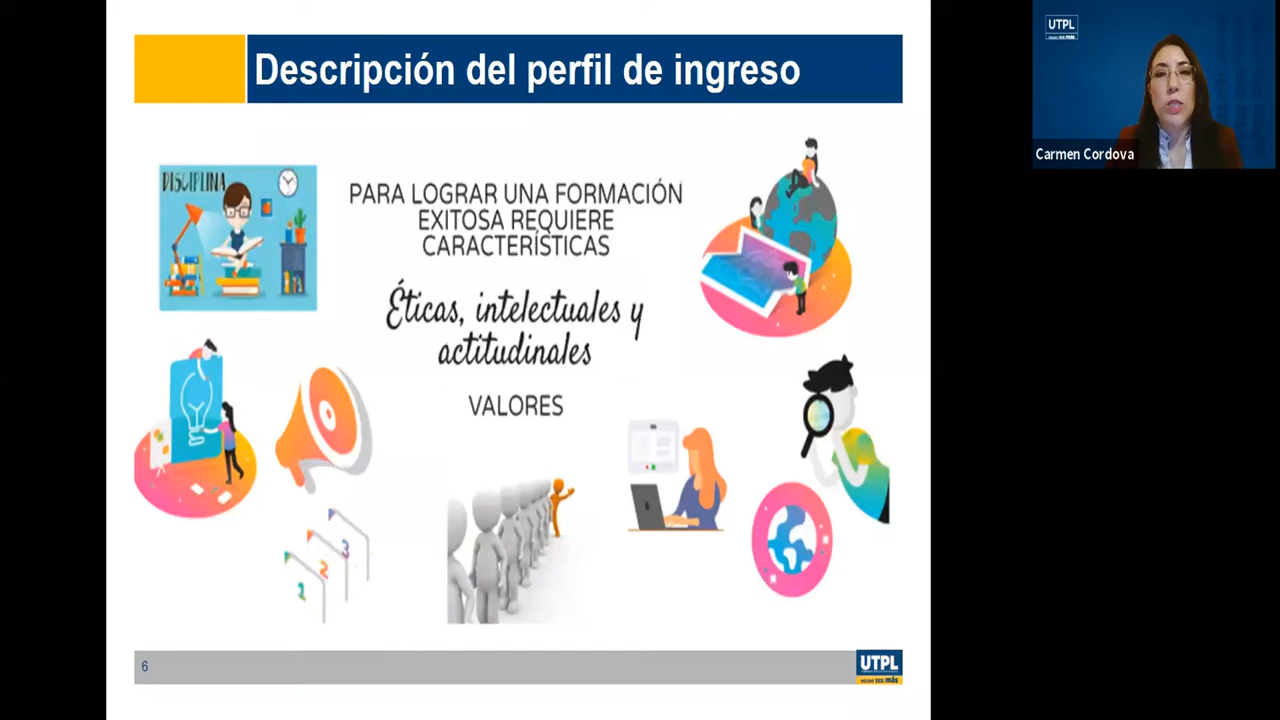 Descripción del perfil de ingreso
DISCIPLINA
PARA LOGRAR UNA FORMACIÓN
EXITOSA REQUIERE
CARACTERÍSTICAS
Éticas, intelectuales y
actitudinales
VALORES
1
2
3
6
UTPL
UTPL
Carmen Cordova